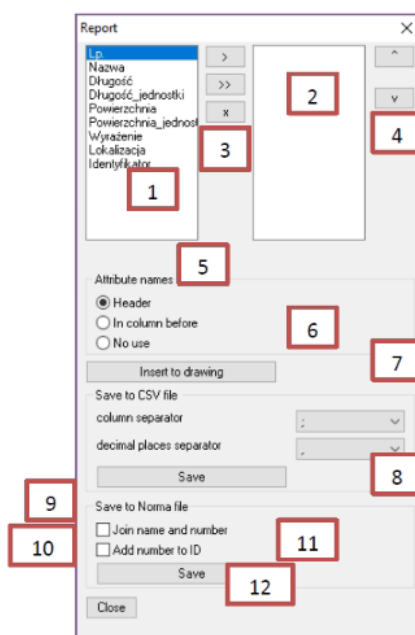 Report
Lp.
Nazwa
Długość
Długość_jednostki
Powierzchnia
Powierzchnia_jednost
Wyrażenie
Lokalizacja
Identyfikator
1
>
>>
x
3
2
^
v
4
5
Attribute names
Header
In column before
No use
6
Insert to drawing
7
Save to CSV file
column separator
;
decimal places separator
,
Save
8
9
Save to Norma file
10
Join name and number
Add number to ID
11
Save
12
Close